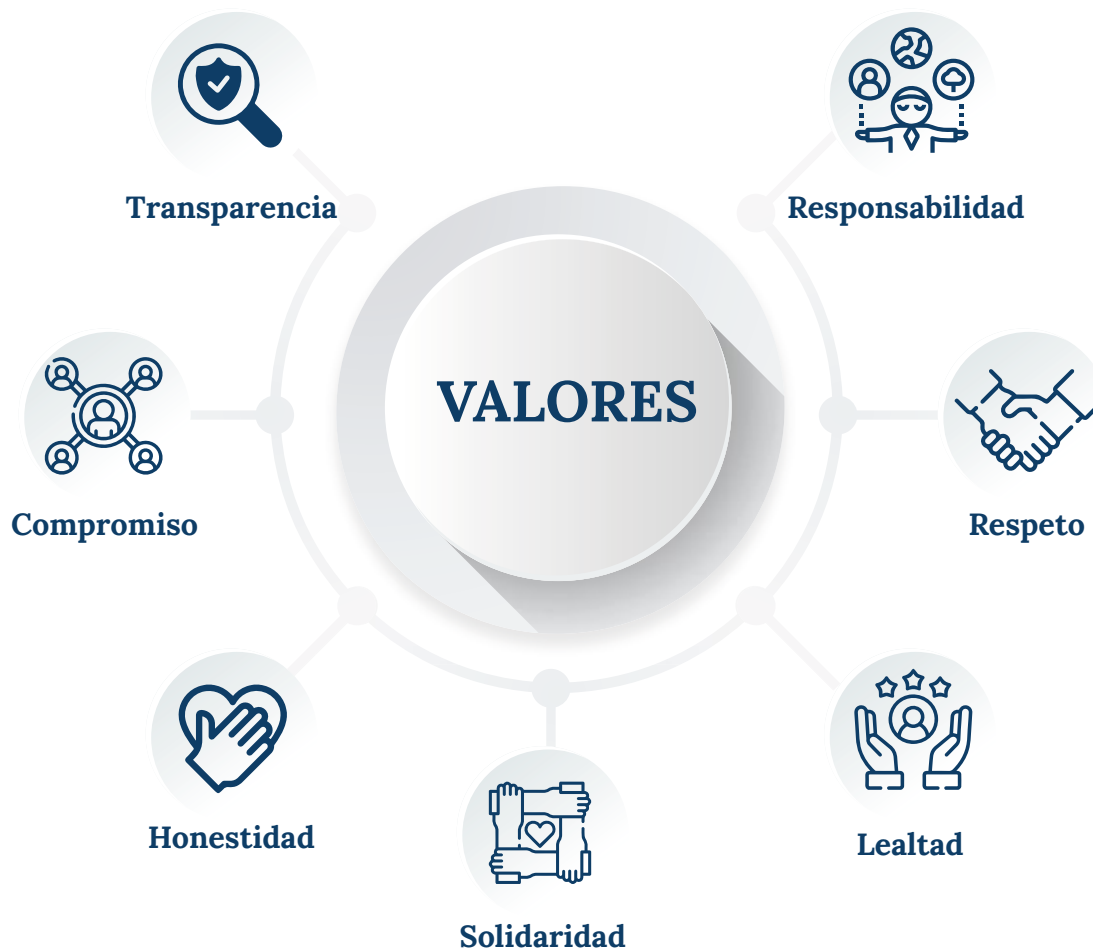 Transparencia
Responsabilidad
VALORES
Compromiso
Respeto
Honestidad
Lealtad
Solidaridad